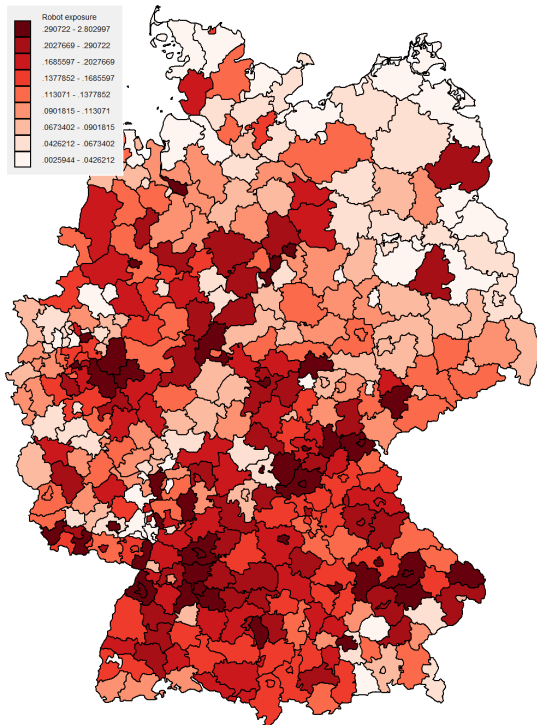 Robot exposure
.290722 - 2.802997
.2027669 - .290722
.1685597 - .2027669
.1377852 - .1685597
.113071 - .1377852
.0901815 - .113071
.0673402 - .0901815
.0426212 - .0673402
.0025944 - .0426212